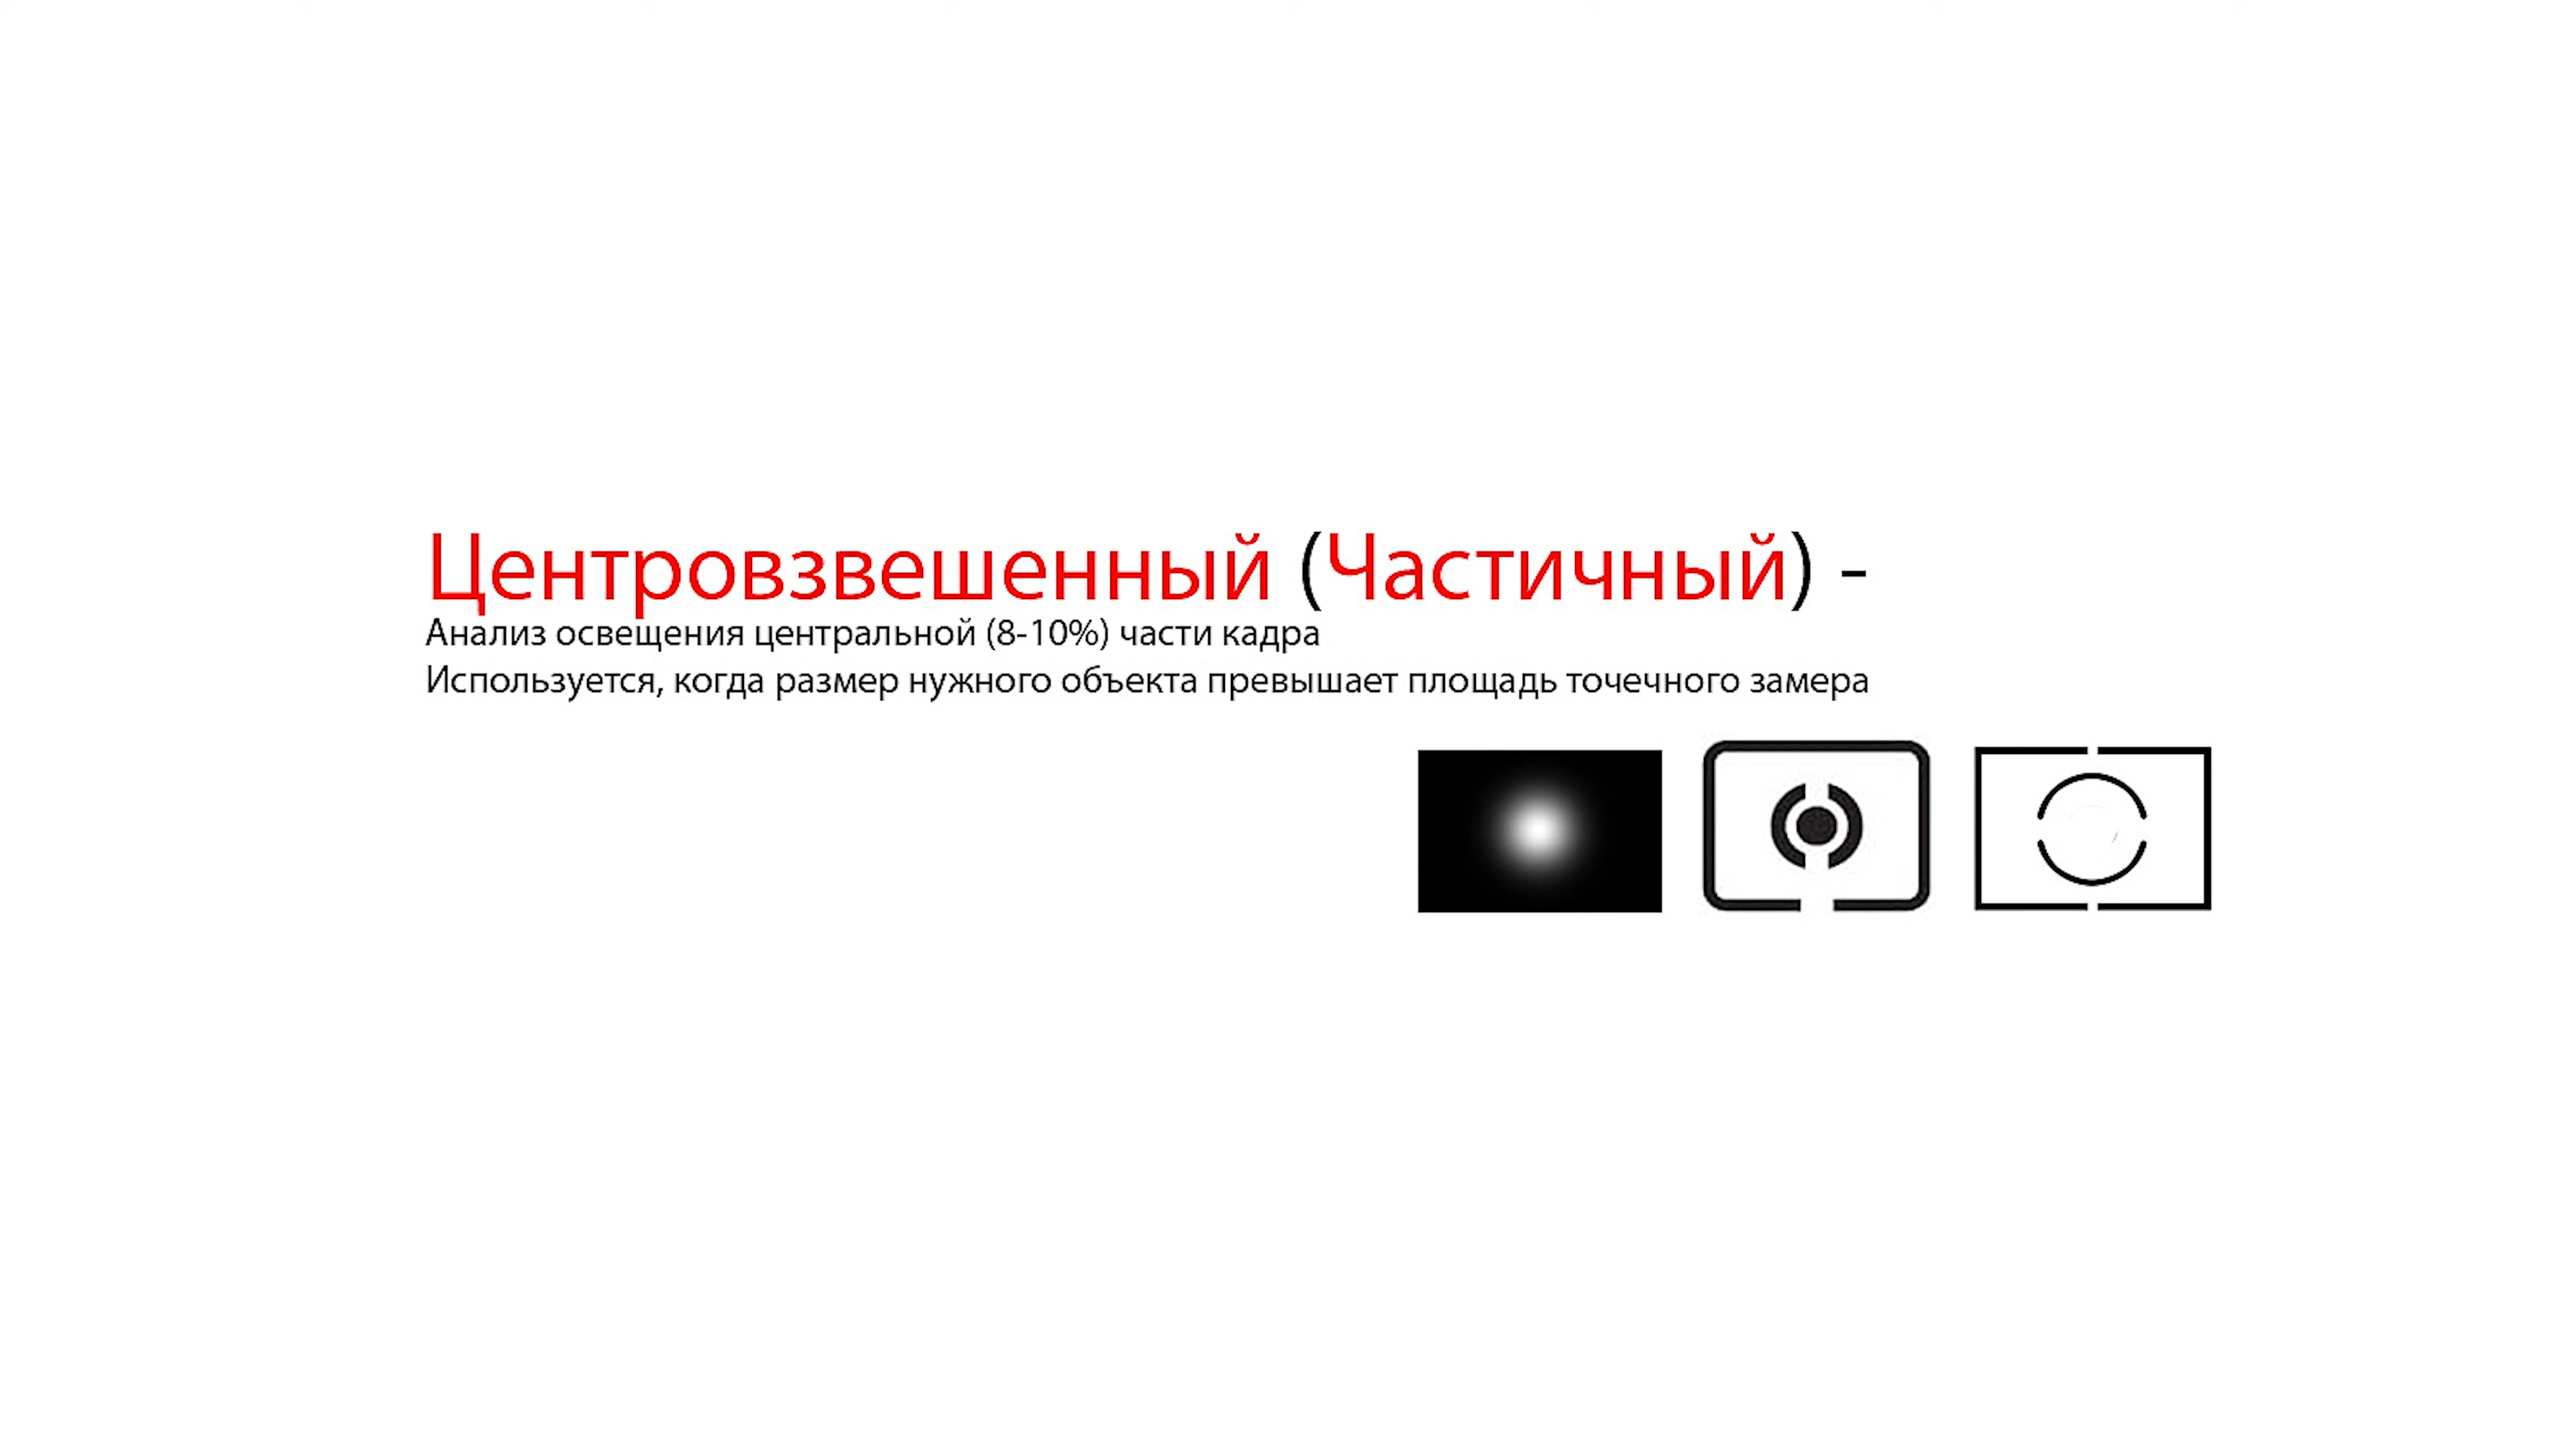 Центровзвешенный (Частичный) -
Анализ освещения центральной (8-10%) части кадра
Используется, когда размер нужного объекта превышает площадь точечного замера